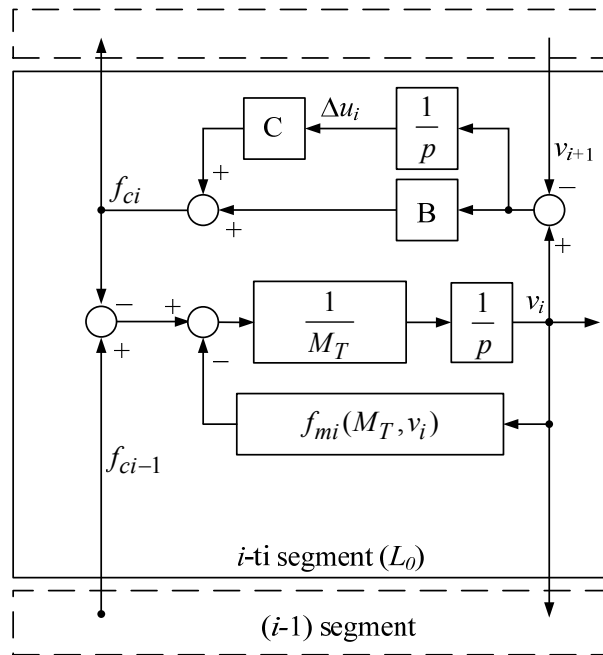 C
Δu_i
1
p
v_{i+1}
+
−
f_{ci}
+
B
+
−
+
+
−
1
M_T
1
p
v_i
f_{mi}(M_T, v_i)
f_{ci−1}
i-ti segment (L_0)
(i-1) segment